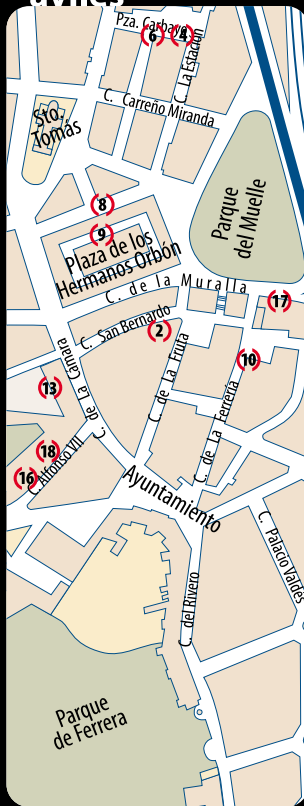 avilés
Pza. Carbayo
6
4
C. La Estación
C. Carreño Miranda
Sto.
Tomás
Parque
del Muelle
8
9
Plaza de los
Hermanos Orbón
C. de la Muralla
17
C. San Bernardo
2
C. de La Cámara
C. de La Fruta
10
C. de La Ferrería
13
18
16
C. Alfonso VII
Ayuntamiento
C. Palacio Valdés
C. del Rivero
Parque
de Ferrera